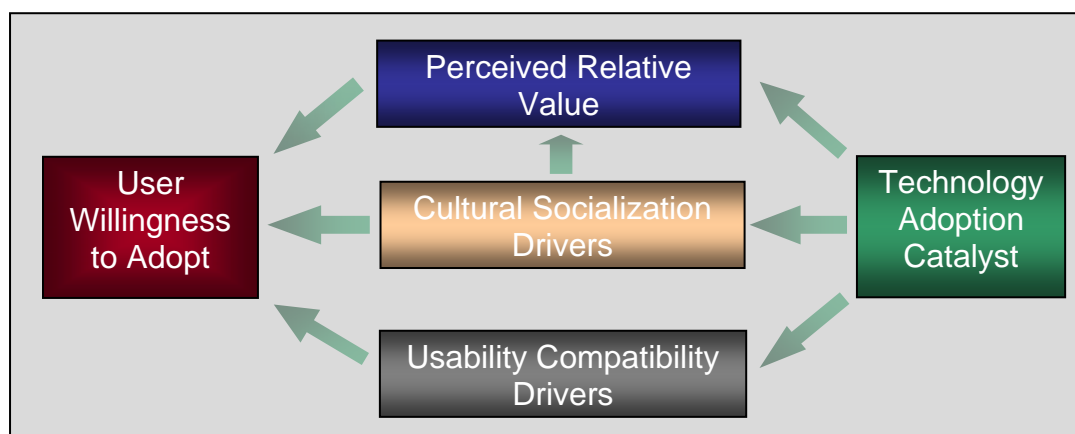 Perceived Relative
Value
User
Willingness
to Adopt
Cultural Socialization
Drivers
Technology
Adoption
Catalyst
Usability Compatibility
Drivers